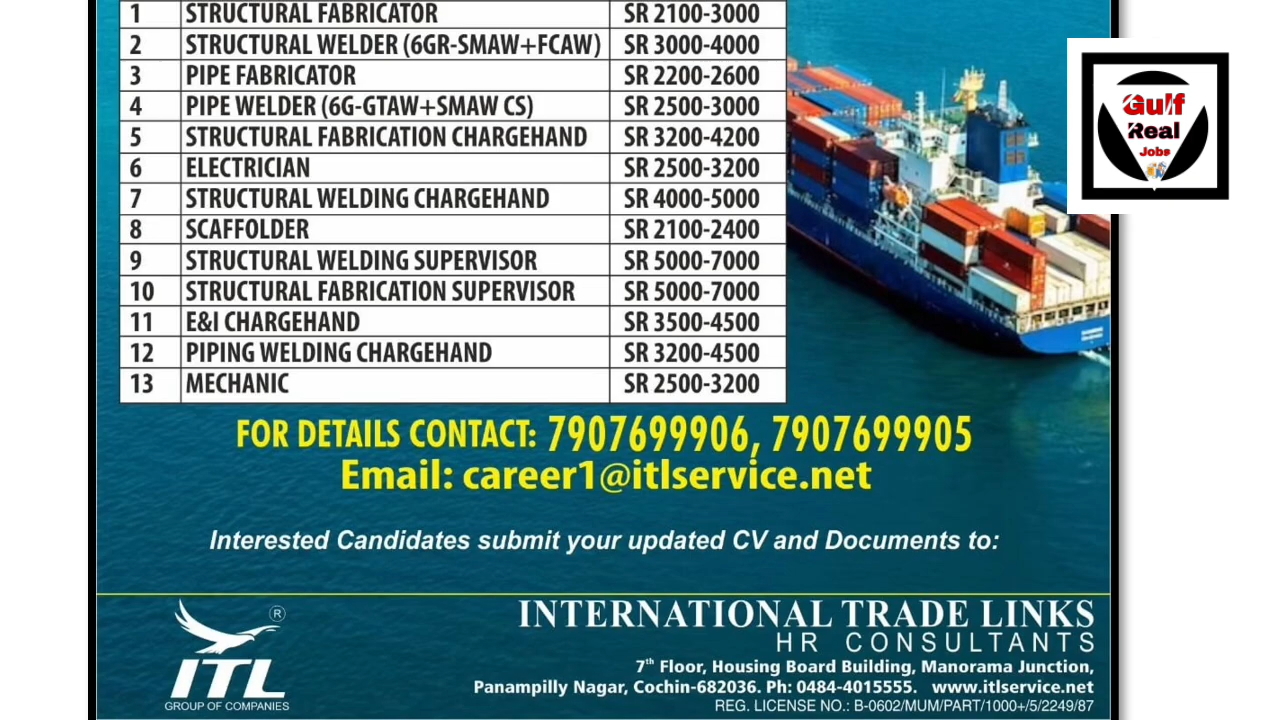 1 STRUCTURAL FABRICATOR SR 2100-3000
2 STRUCTURAL WELDER (6GR-SMAW+FCAW) SR 3000-4000
3 PIPE FABRICATOR SR 2200-2600
4 PIPE WELDER (6G-GTAW+SMAW CS) SR 2500-3000
5 STRUCTURAL FABRICATION CHARGEHAND SR 3200-4200
6 ELECTRICIAN SR 2500-3200
7 STRUCTURAL WELDING CHARGEHAND SR 4000-5000
8 SCAFFOLDER SR 2100-2400
9 STRUCTURAL WELDING SUPERVISOR SR 5000-7000
10 STRUCTURAL FABRICATION SUPERVISOR SR 5000-7000
11 E&I CHARGEHAND SR 3500-4500
12 PIPING WELDING CHARGEHAND SR 3200-4500
13 MECHANIC SR 2500-3200
Gulf
Real
Jobs
FOR DETAILS CONTACT: 7907699906, 7907699905
Email: career1@itlservice.net
Interested Candidates submit your updated CV and Documents to:
®
ITL
GROUP OF COMPANIES
INTERNATIONAL TRADE LINKS
HR CONSULTANTS
7th Floor, Housing Board Building, Manorama Junction,
Panampilly Nagar, Cochin-682036. Ph: 0484-4015555. www.itlservice.net
REG. LICENSE NO.: B-0602/MUM/PART/1000+/5/2249/87